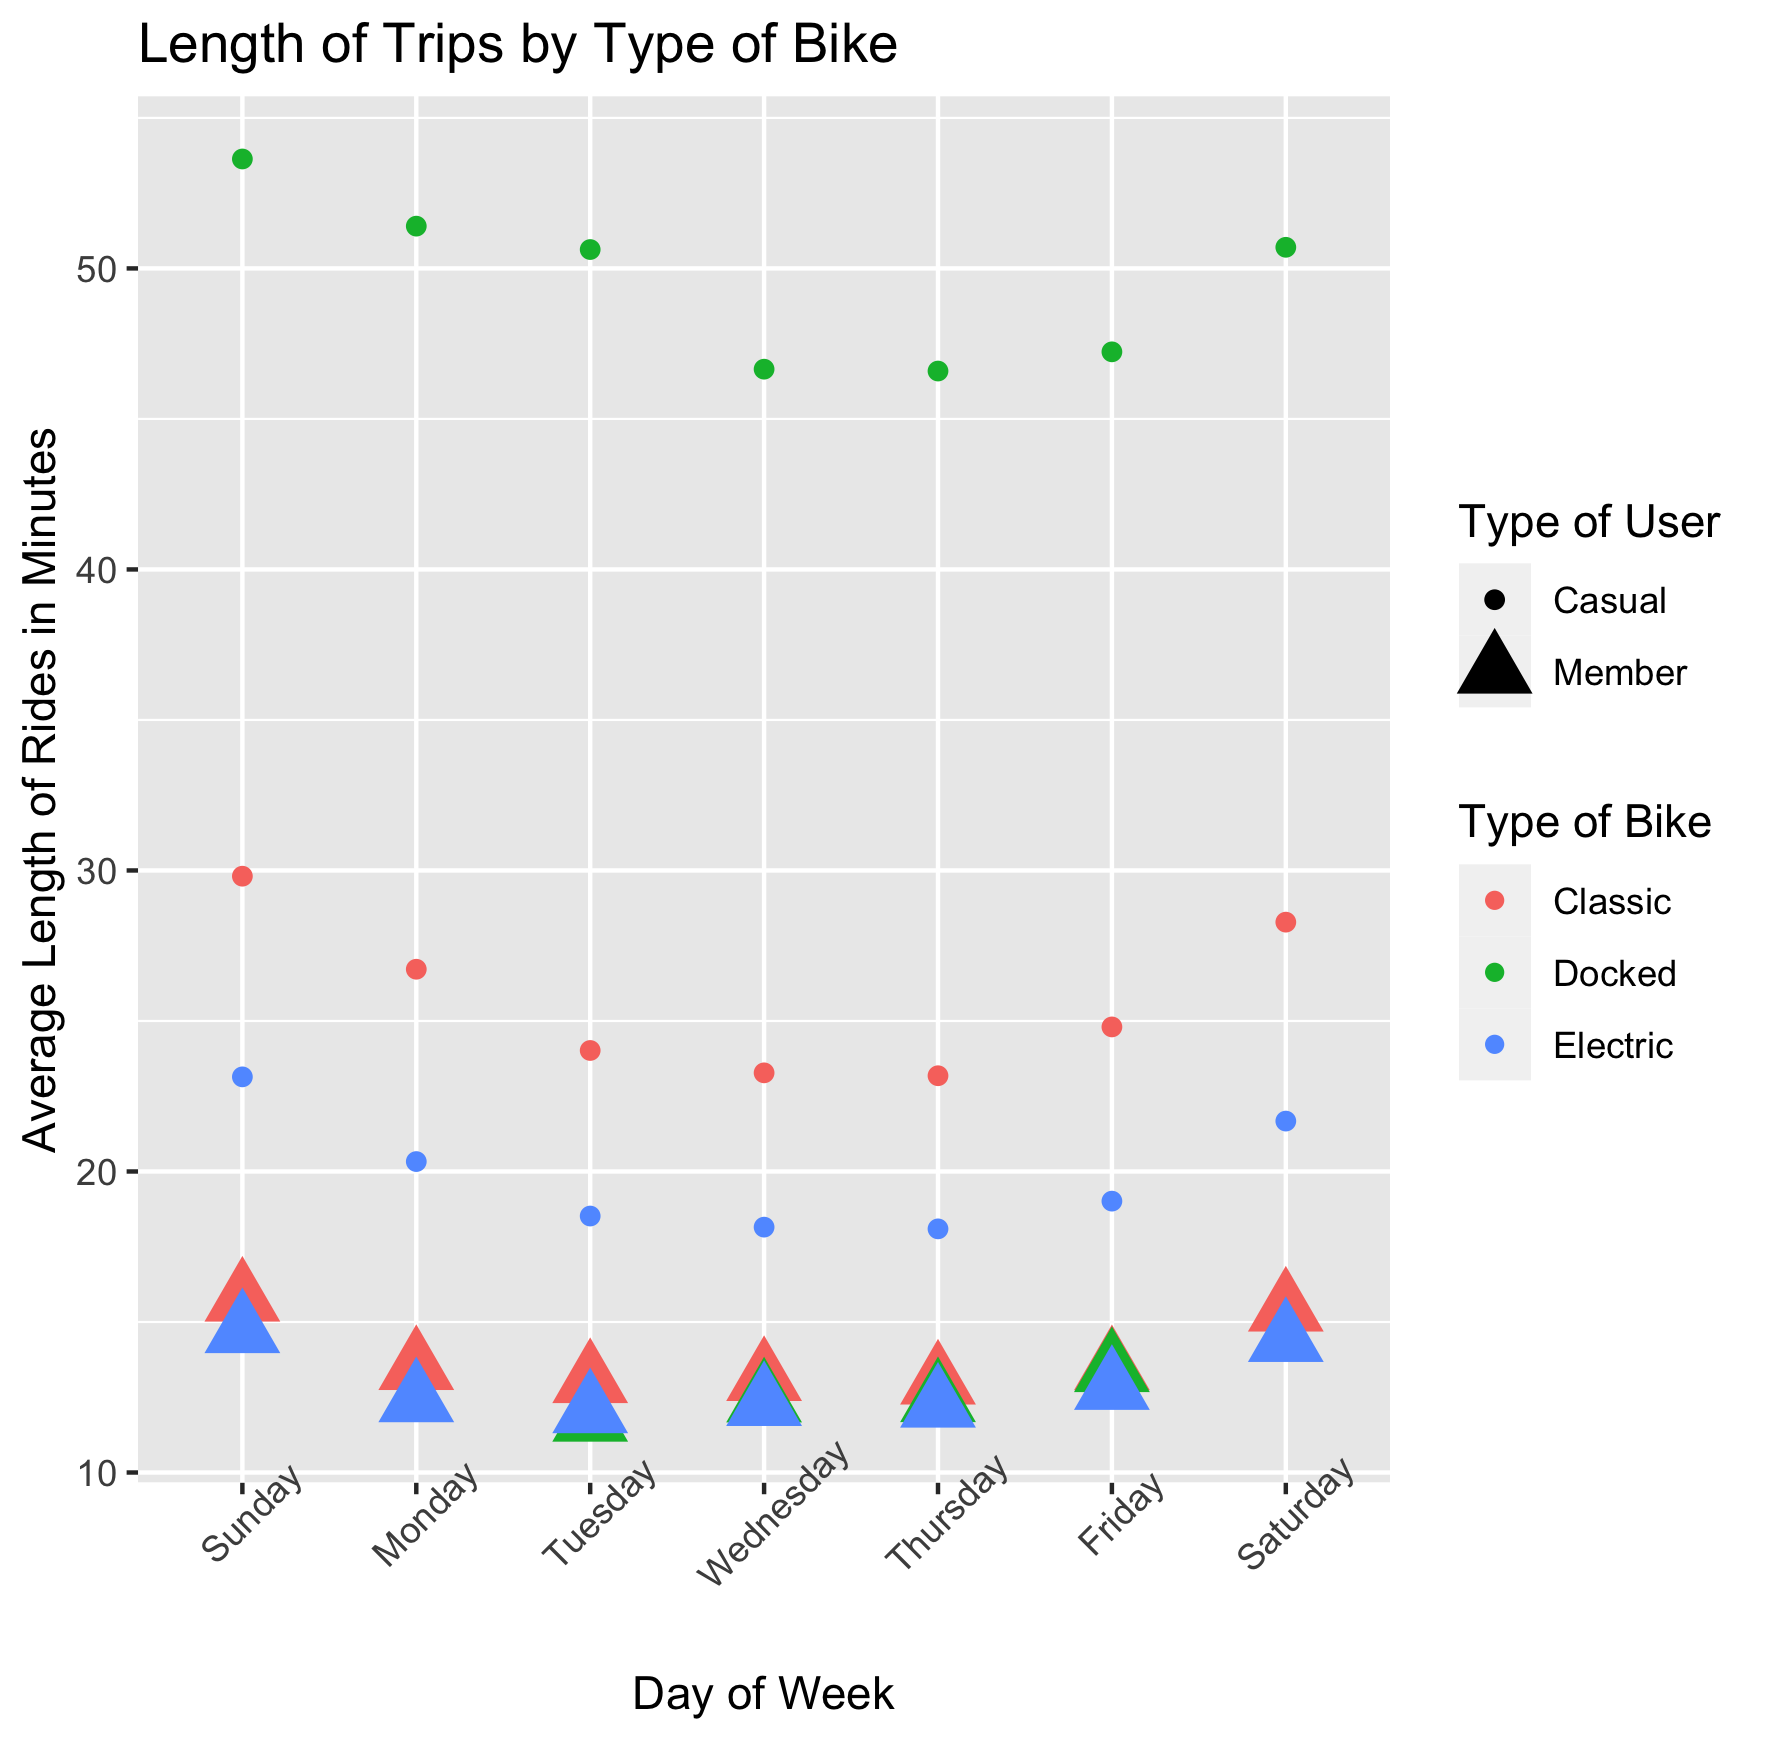 Length of Trips by Type of Bike
Average Length of Rides in Minutes
50
40
30
20
10
Sunday
Monday
Tuesday
Wednesday
Thursday
Friday
Saturday
Day of Week
Type of User
Casual
Member
Type of Bike
Classic
Docked
Electric